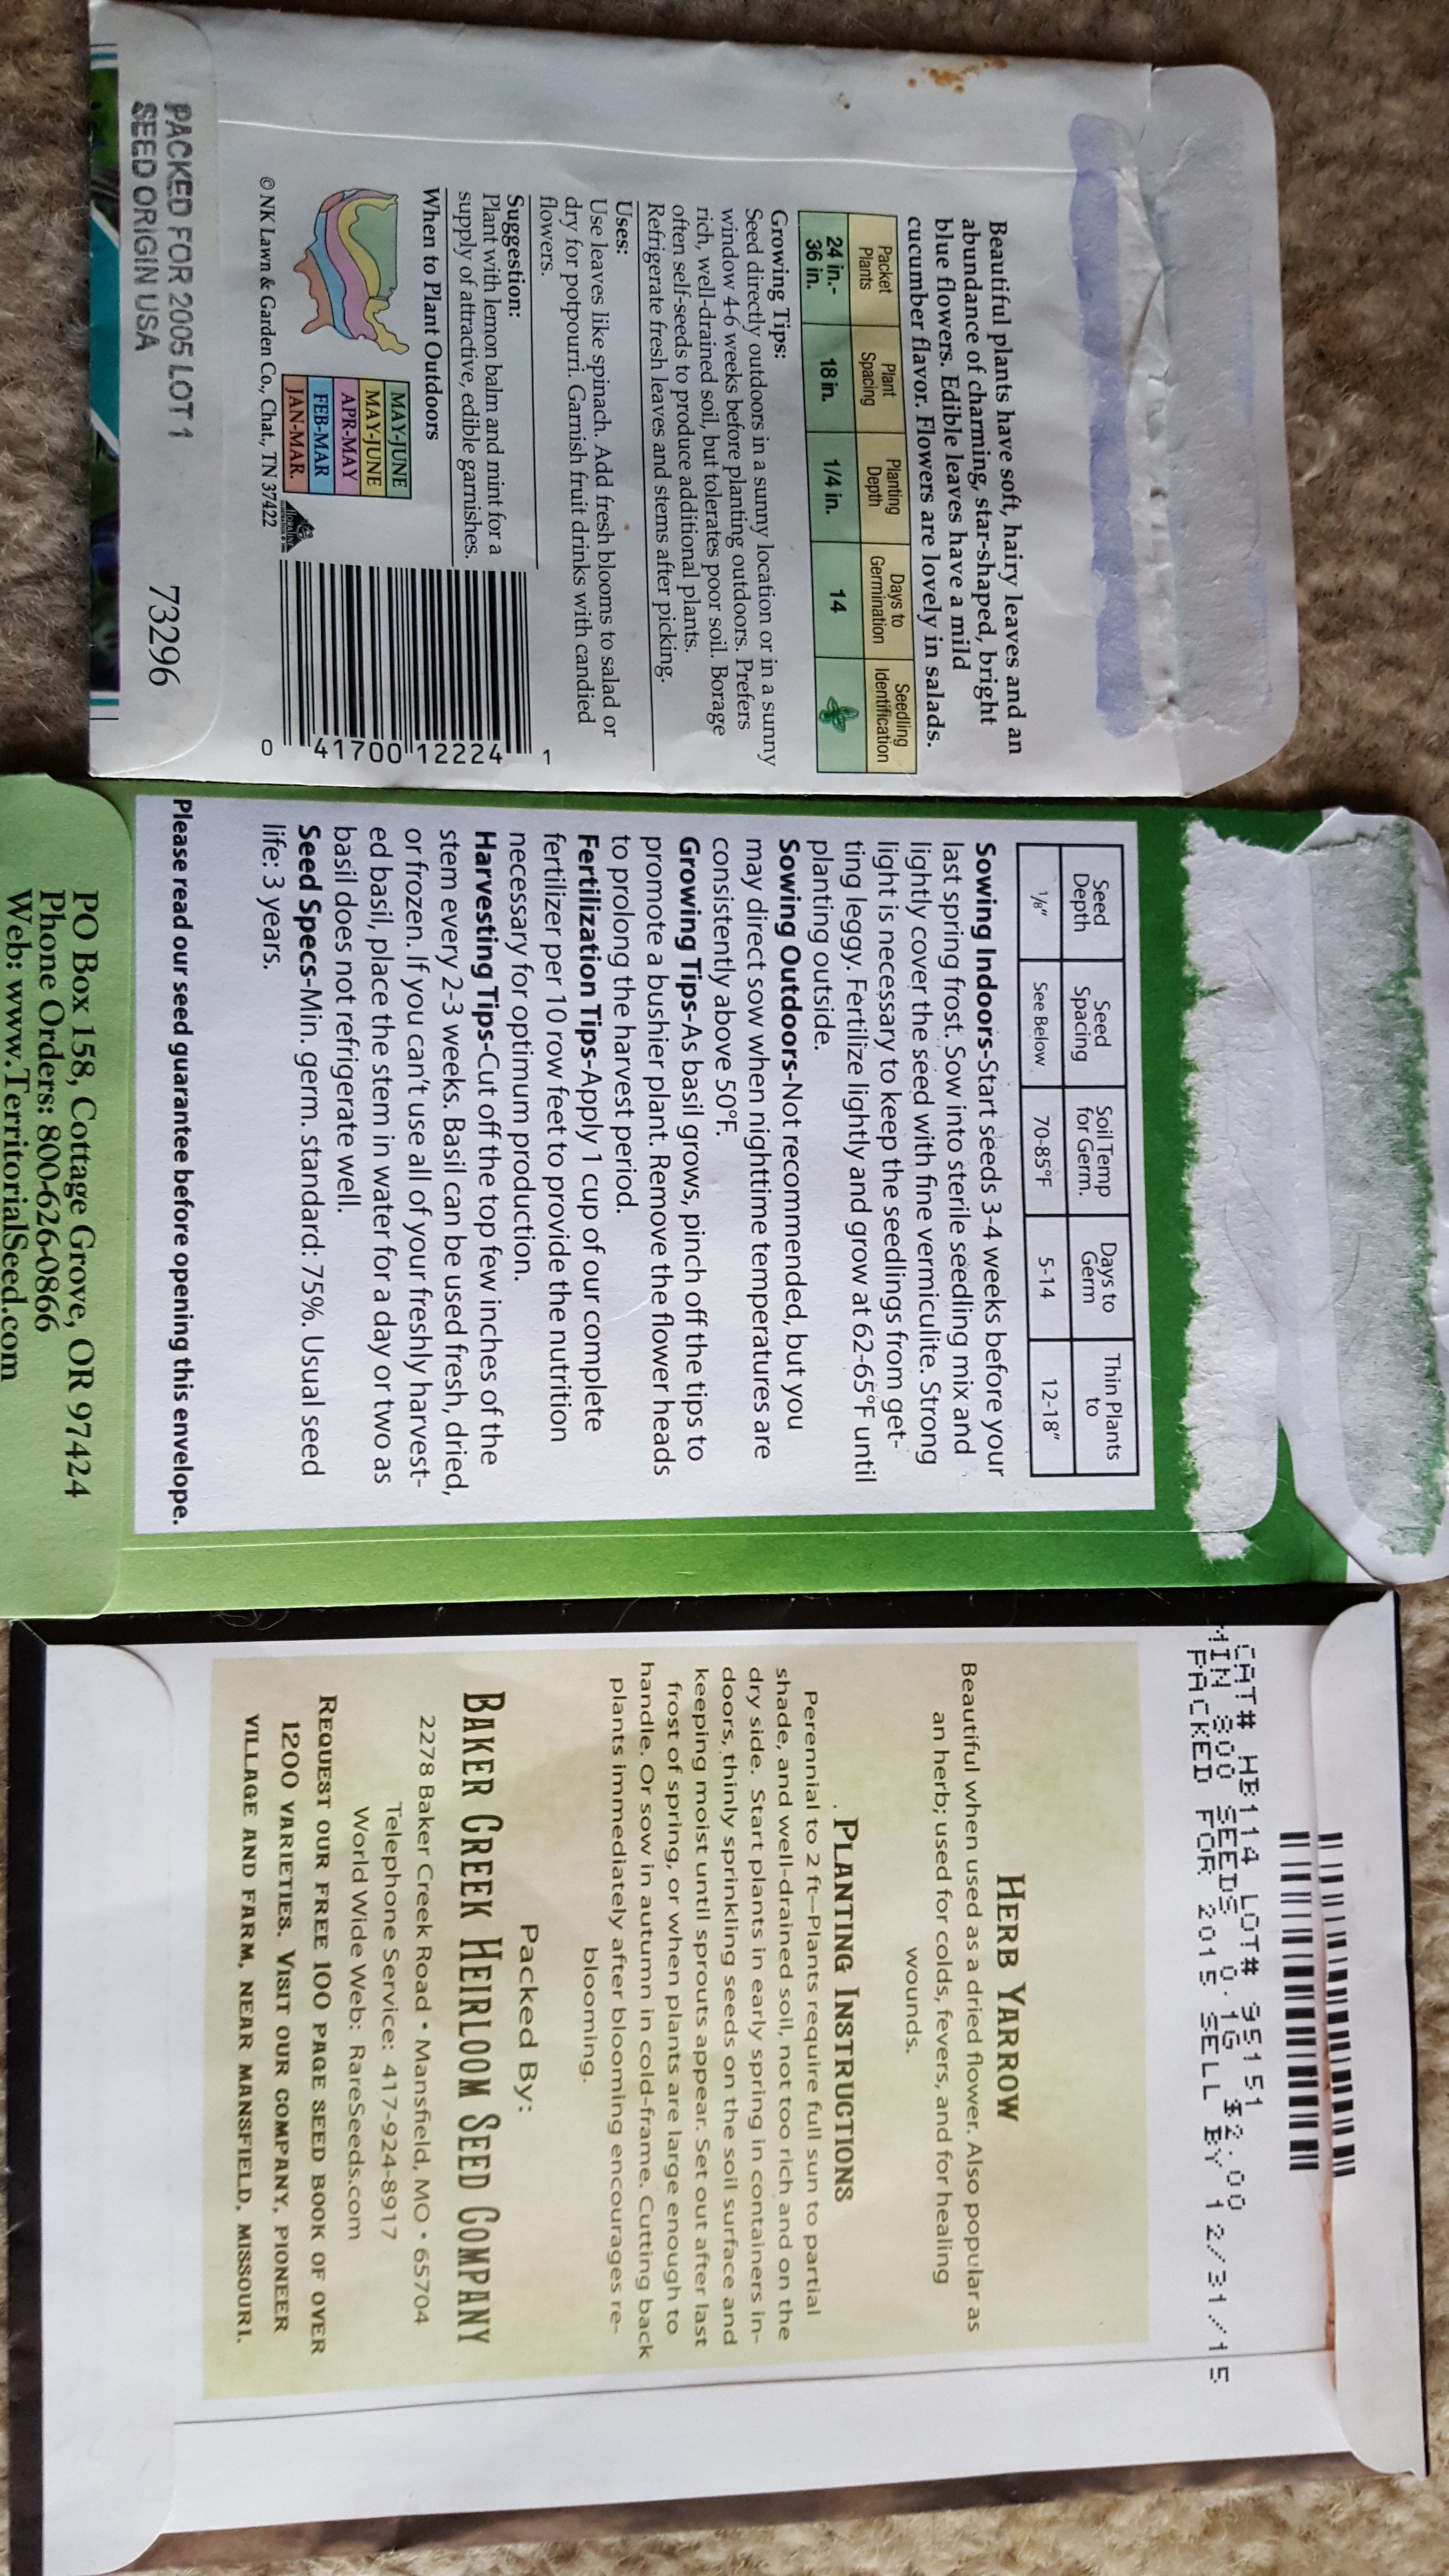 Beautiful plants have soft, hairy leaves and an
abundance of charming, star-shaped, bright
blue flowers. Edible leaves have a mild
cucumber flavor. Flowers are lovely in salads.
Packet Plants
Plant Spacing
Planting Depth
Days to Germination
Seedling Identification
24 in.-36 in.
18 in.
1/4 in.
14
Growing Tips:
Seed directly outdoors in a sunny location or in a sunny
window 4-6 weeks before planting outdoors. Prefers
rich, well-drained soil, but tolerates poor soil. Borage
often self-seeds to produce additional plants.
Refrigerate fresh leaves and stems after picking.
Uses:
Use leaves like spinach. Add fresh blooms to salad or
dry for potpourri. Garnish fruit drinks with candied
flowers.
Suggestion:
Plant with lemon balm and mint for a
supply of attractive, edible garnishes.
When to Plant Outdoors
MAY-JUNE
MAY-JUNE
APR-MAY
FEB-MAR
JAN-MAR.
© NK Lawn & Garden Co., Chat., TN 37422
0 41700 12224 1
PACKED FOR 2005 LOT 1
SEED ORIGIN USA
73296
Seed Depth
Seed Spacing
Soil Temp for Germ.
Days to Germ
Thin Plants to
⅛"
See Below
70-85°F
5-14
12-18"
Sowing Indoors-Start seeds 3-4 weeks before your
last spring frost. Sow into sterile seedling mix and
lightly cover the seed with fine vermiculite. Strong
light is necessary to keep the seedlings from get-
ting leggy. Fertilize lightly and grow at 62-65°F until
planting outside.
Sowing Outdoors-Not recommended, but you
may direct sow when nighttime temperatures are
consistently above 50°F.
Growing Tips-As basil grows, pinch off the tips to
promote a bushier plant. Remove the flower heads
to prolong the harvest period.
Fertilization Tips-Apply 1 cup of our complete
fertilizer per 10 row feet to provide the nutrition
necessary for optimum production.
Harvesting Tips-Cut off the top few inches of the
stem every 2-3 weeks. Basil can be used fresh, dried,
or frozen. If you can't use all of your freshly harvest-
ed basil, place the stem in water for a day or two as
basil does not refrigerate well.
Seed Specs-Min. germ. standard: 75%. Usual seed
life: 3 years.
Please read our seed guarantee before opening this envelope.
PO Box 158, Cottage Grove, OR 97424
Phone Orders: 800-626-0866
Web: www.TerritorialSeed.com
CAT# HE114 LOT# 95151
MIN 800 SEEDS 0.1G $2.00
PACKED FOR 2015 SELL BY 12/31/15
HERB YARROW
Beautiful when used as a dried flower. Also popular as
an herb; used for colds, fevers, and for healing
wounds.
PLANTING INSTRUCTIONS
Perennial to 2 ft—Plants require full sun to partial
shade, and well-drained soil, not too rich and on the
dry side. Start plants in early spring in containers in-
doors, thinly sprinkling seeds on the soil surface and
keeping moist until sprouts appear. Set out after last
frost of spring, or when plants are large enough to
handle. Or sow in autumn in cold-frame. Cutting back
plants immediately after blooming encourages re-
blooming.
Packed By:
BAKER CREEK HEIRLOOM SEED COMPANY
2278 Baker Creek Road • Mansfield, MO • 65704
Telephone Service: 417-924-8917
World Wide Web: RareSeeds.com
REQUEST OUR FREE 100 PAGE SEED BOOK OF OVER
1200 VARIETIES. VISIT OUR COMPANY, PIONEER
VILLAGE AND FARM, NEAR MANSFIELD, MISSOURI.